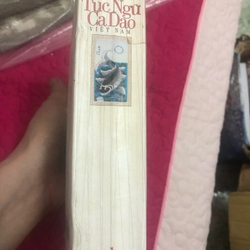 Tục Ngữ
Ca Dao
VIỆT NAM